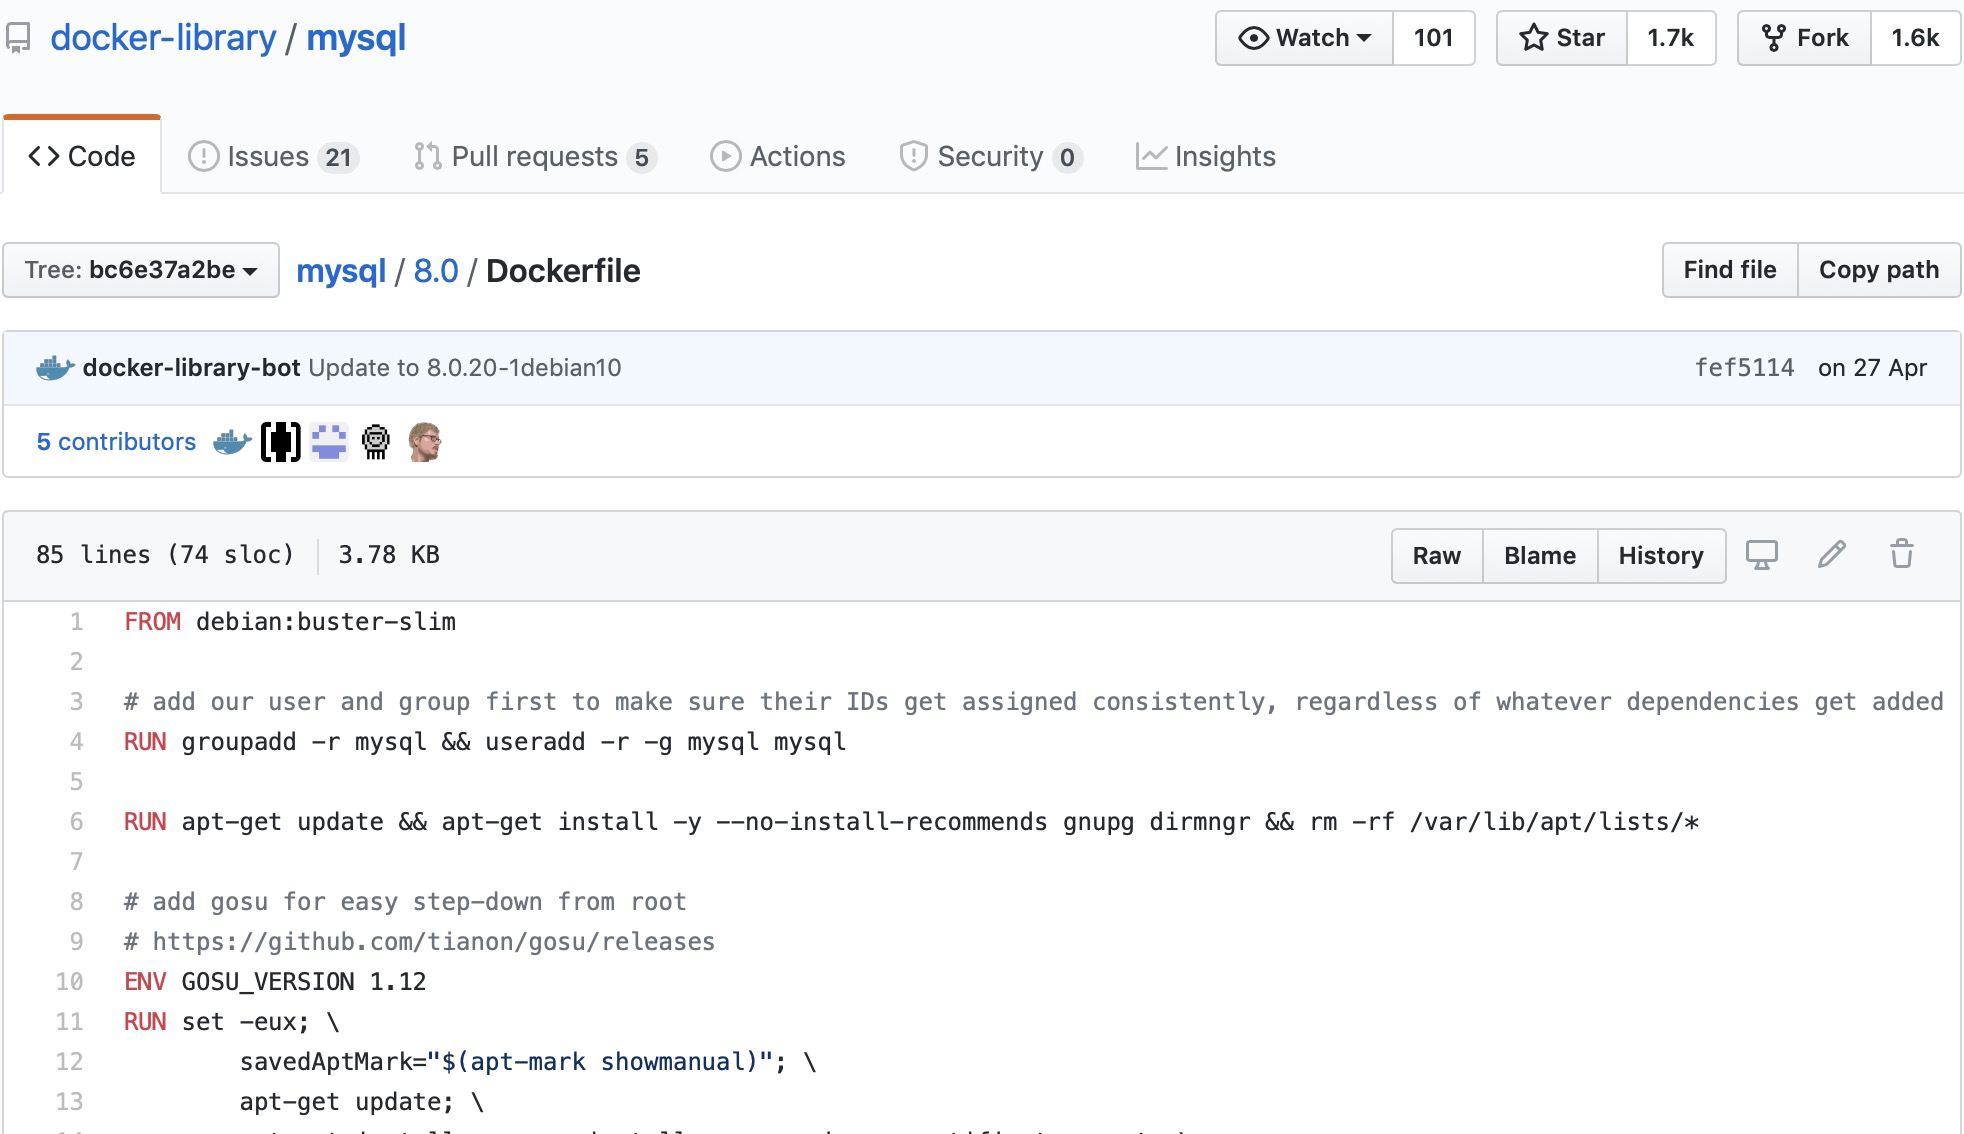 docker-library / mysql
Watch 101 Star 1.7k Fork 1.6k
Code Issues 21 Pull requests 5 Actions Security 0 Insights
Tree: bc6e37a2be mysql / 8.0 / Dockerfile Find file Copy path
docker-library-bot Update to 8.0.20-1debian10 fef5114 on 27 Apr
5 contributors
85 lines (74 sloc) 3.78 KB Raw Blame History
1 FROM debian:buster-slim
2
3 # add our user and group first to make sure their IDs get assigned consistently, regardless of whatever dependencies get added
4 RUN groupadd -r mysql && useradd -r -g mysql mysql
5
6 RUN apt-get update && apt-get install -y --no-install-recommends gnupg dirmngr && rm -rf /var/lib/apt/lists/*
7
8 # add gosu for easy step-down from root
9 # https://github.com/tianon/gosu/releases
10 ENV GOSU_VERSION 1.12
11 RUN set -eux; \
12 savedAptMark="$(apt-mark showmanual)"; \
13 apt-get update; \